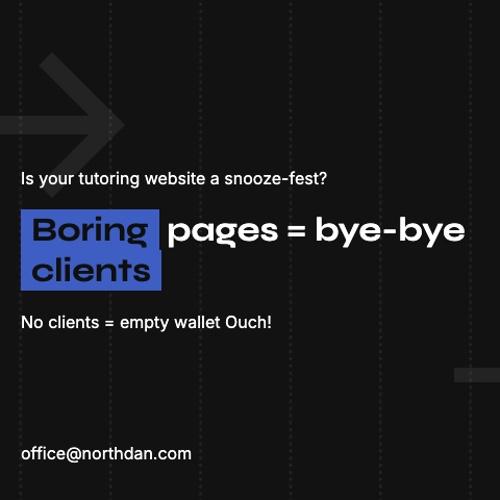 Is your tutoring website a snooze-fest?
Boring pages = bye-bye
clients
No clients = empty wallet Ouch!
office@northdan.com